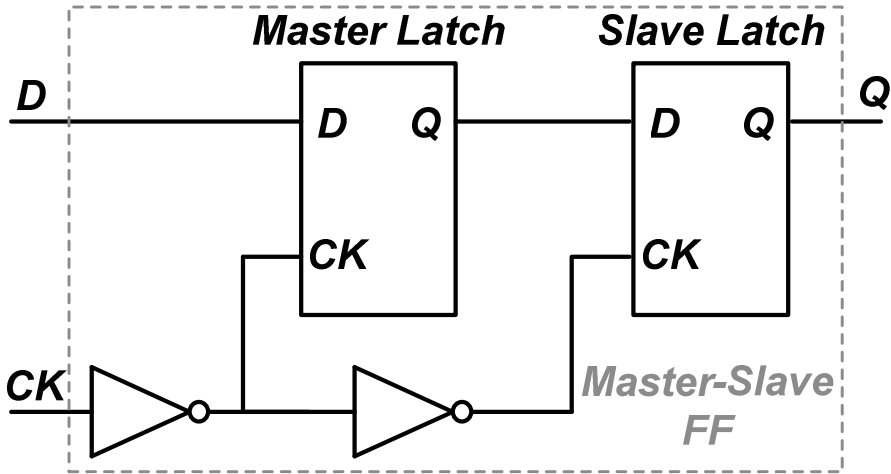 Master Latch
Slave Latch
D
Q
D
Q
D
Q
CK
CK
CK
Master-Slave
FF